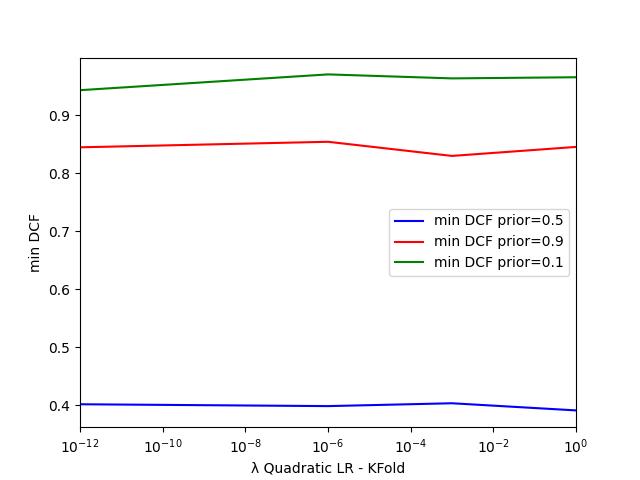 0.9
0.8
0.7
0.6
0.5
0.4
min DCF
min DCF prior=0.5
min DCF prior=0.9
min DCF prior=0.1
10⁻¹² 10⁻¹⁰ 10⁻⁸ 10⁻⁶ 10⁻⁴ 10⁻² 10⁰
λ Quadratic LR - KFold